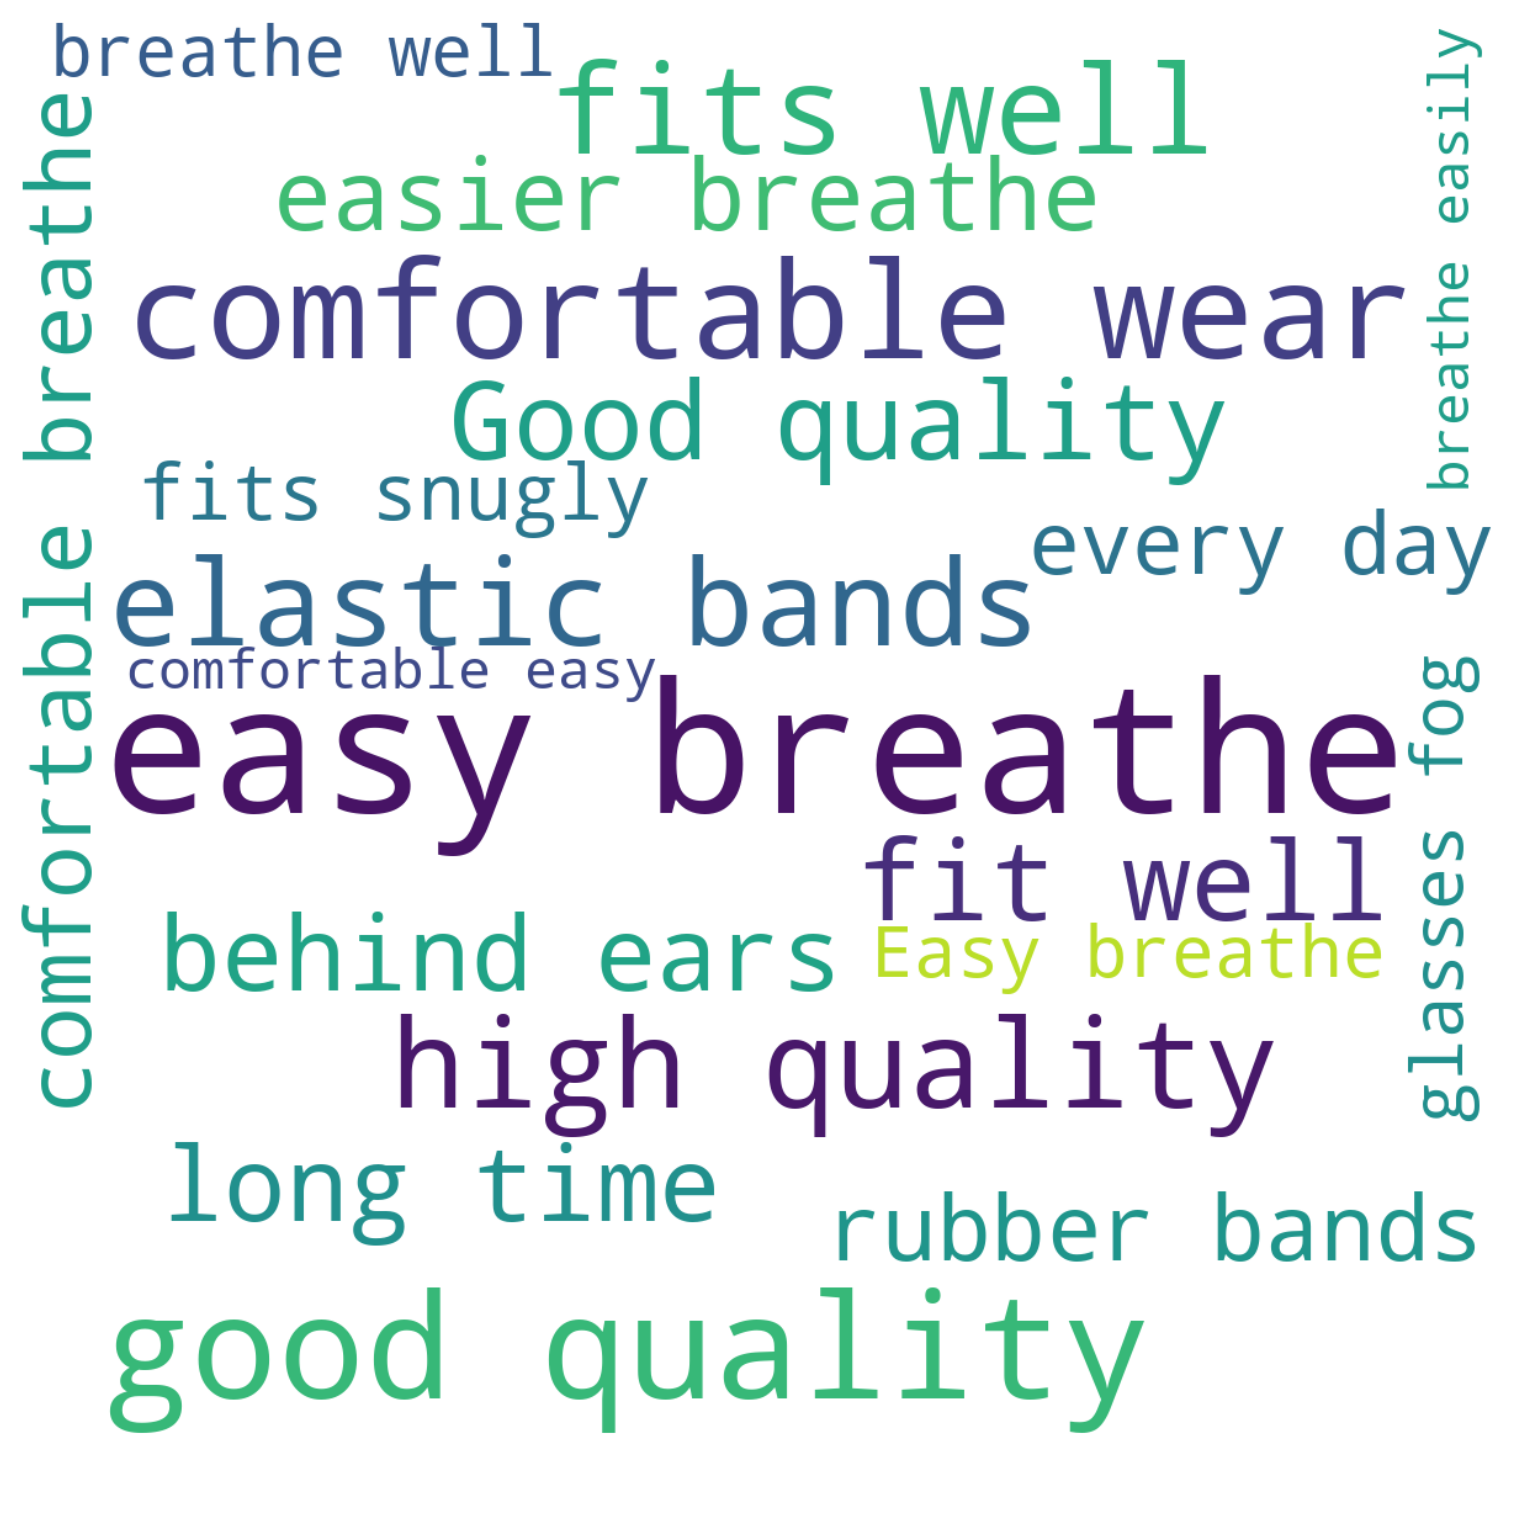 breathe well
fits well
easier breathe
comfortable wear
Good quality
fits snugly
every day
elastic bands
comfortable easy
easy breathe
fit well
behind ears
Easy breathe
high quality
long time
rubber bands
good quality
comfortable breathe
breathe easily
glasses fog